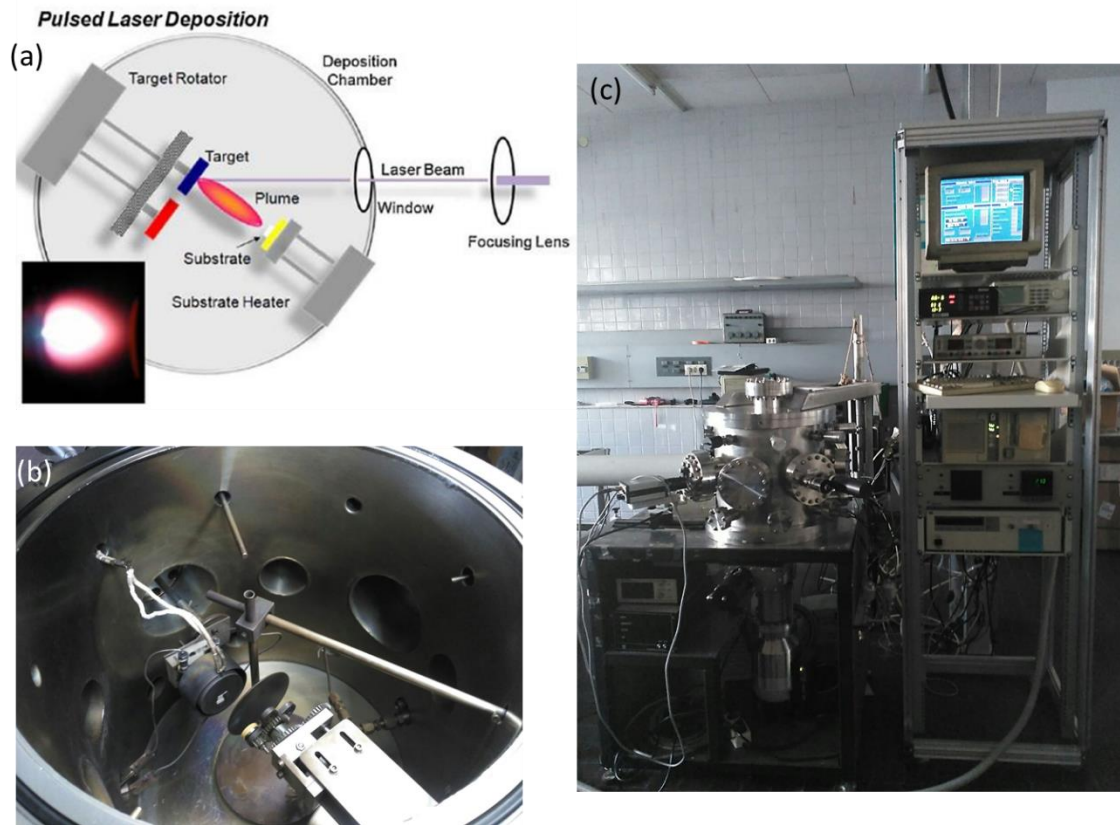 Pulsed Laser Deposition
(a)
Deposition
Chamber
Target Rotator
Target
Laser Beam
Plume
Window
Substrate
Focusing Lens
Substrate Heater
(b)
(c)